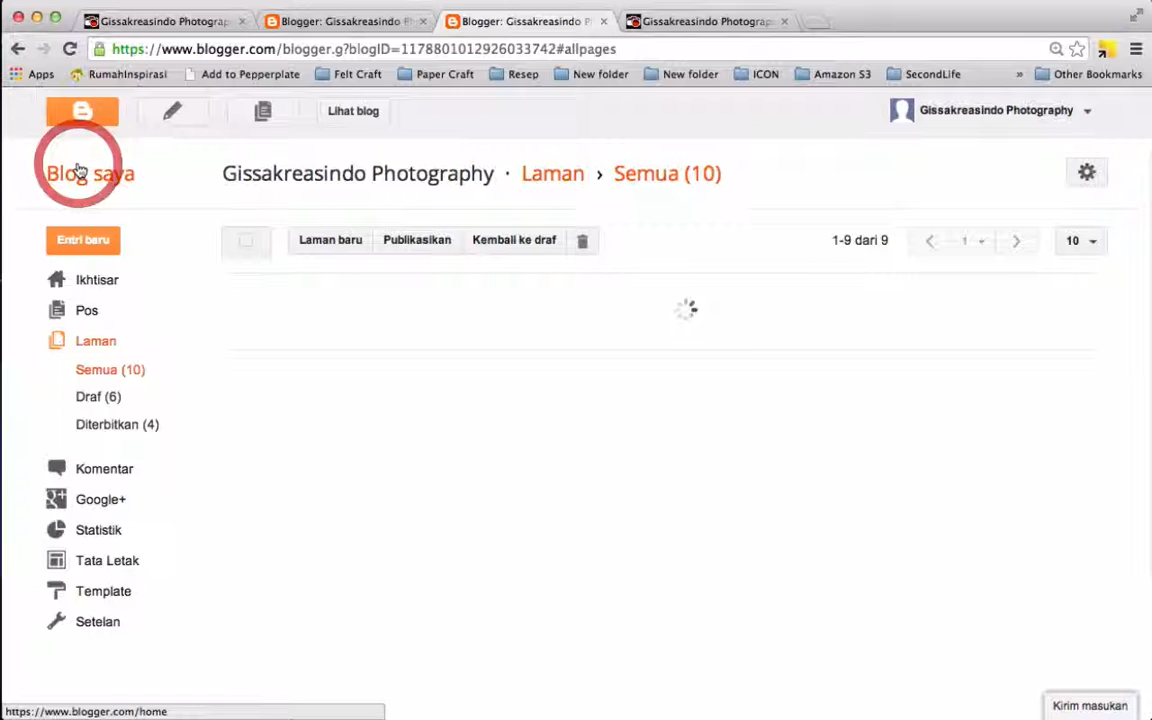 Gissakreasindo Photograp
Blogger: Gissakreasindo
Blogger: Gissakreasindo P
Gissakreasindo Photograp
https://www.blogger.com/blogger.g?blogID=1178801012926033742#allpages
Apps
RumahInspirasi
Add to Pepperplate
Felt Craft
Paper Craft
Resep
New folder
New folder
ICON
Amazon S3
SecondLife
»
Other Bookmarks
Lihat blog
Gissakreasindo Photography
Blog saya
Gissakreasindo Photography · Laman › Semua (10)
Entri baru
Laman baru
Publikasikan
Kembali ke draf
1-9 dari 9
1
10
Ikhtisar
Pos
Laman
Semua (10)
Draf (6)
Diterbitkan (4)
Komentar
Google+
Statistik
Tata Letak
Template
Setelan
https://www.blogger.com/home
Kirim masukan